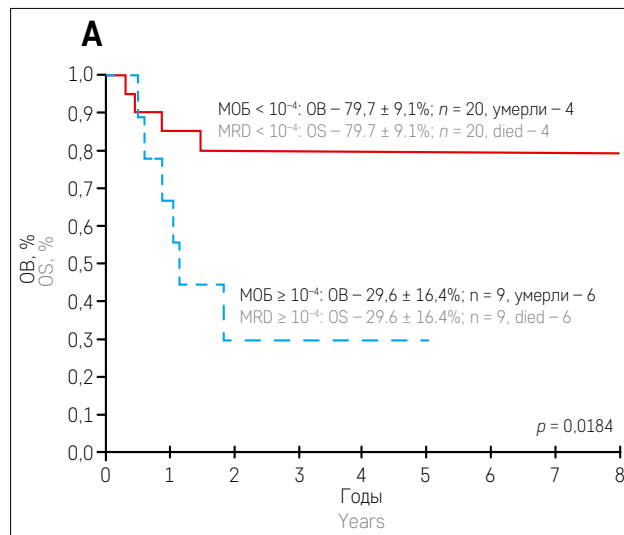 A
1,0
0,9
0,8
0,7
0,6
0,5
0,4
0,3
0,2
0,1
0,0
ОВ, %
OS, %
МОБ < 10⁻⁴: ОВ – 79,7 ± 9,1%; n = 20, умерли – 4
MRD < 10⁻⁴: OS – 79.7 ± 9.1%; n = 20, died – 4
МОБ ≥ 10⁻⁴: ОВ – 29,6 ± 16,4%; n = 9, умерли – 6
MRD ≥ 10⁻⁴: OS – 29.6 ± 16.4%; n = 9, died – 6
p = 0,0184
0 1 2 3 4 5 6 7 8
Годы
Years